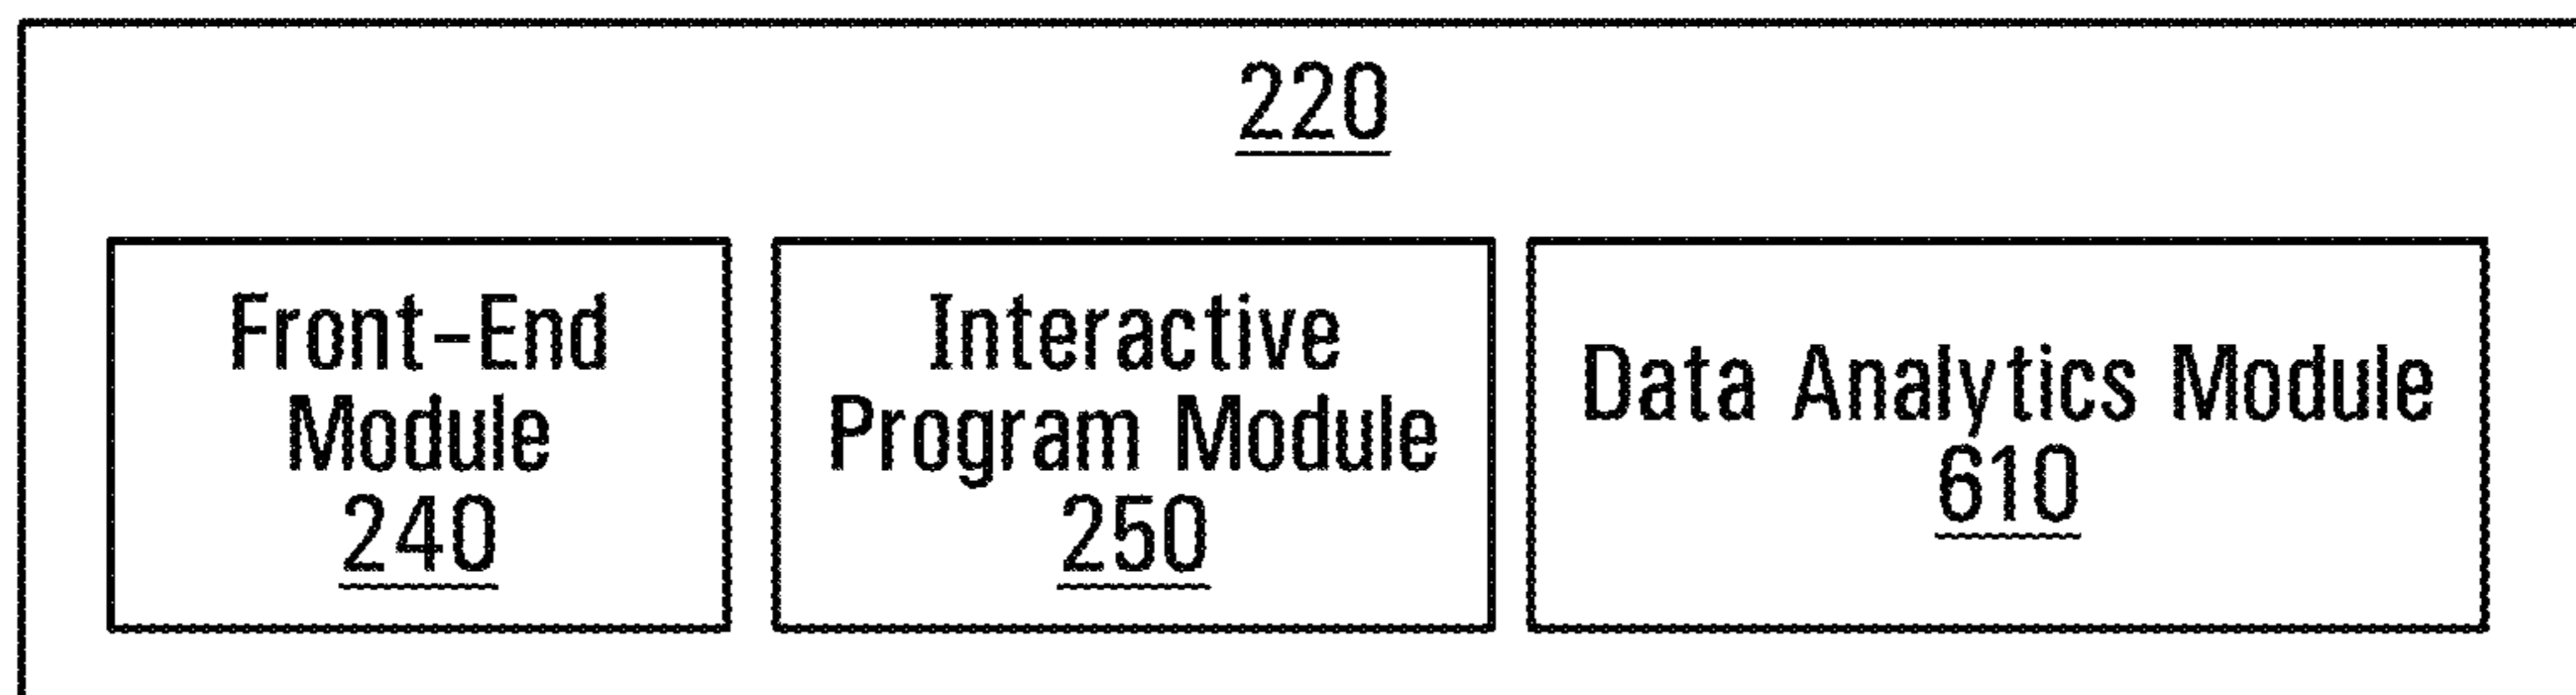 220
Front-End
Module
240
Interactive
Program Module
250
Data Analytics Module
610